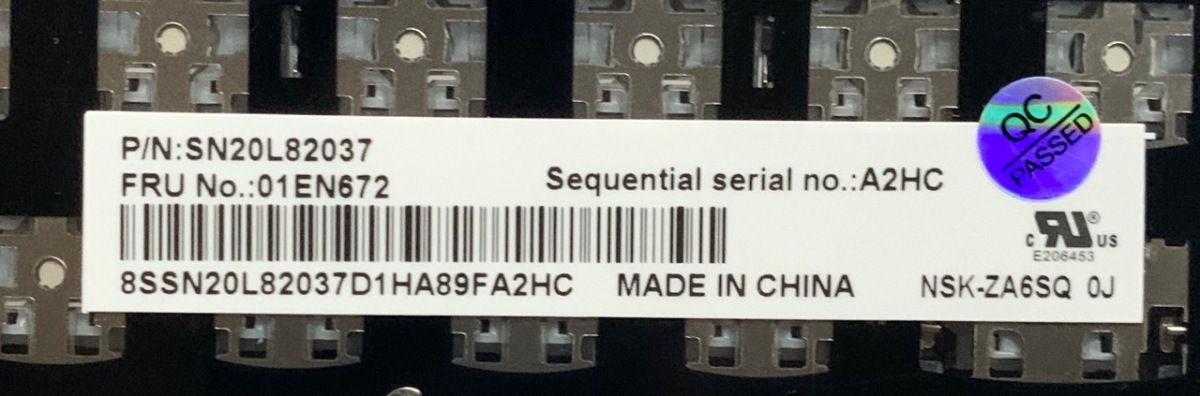 P/N:SN20L82037
FRU No.:01EN672
Sequential serial no.:A2HC
QC
PASSED
c RU ® US
E206453
8SSN20L82037D1HA89FA2HC MADE IN CHINA NSK-ZA6SQ 0J